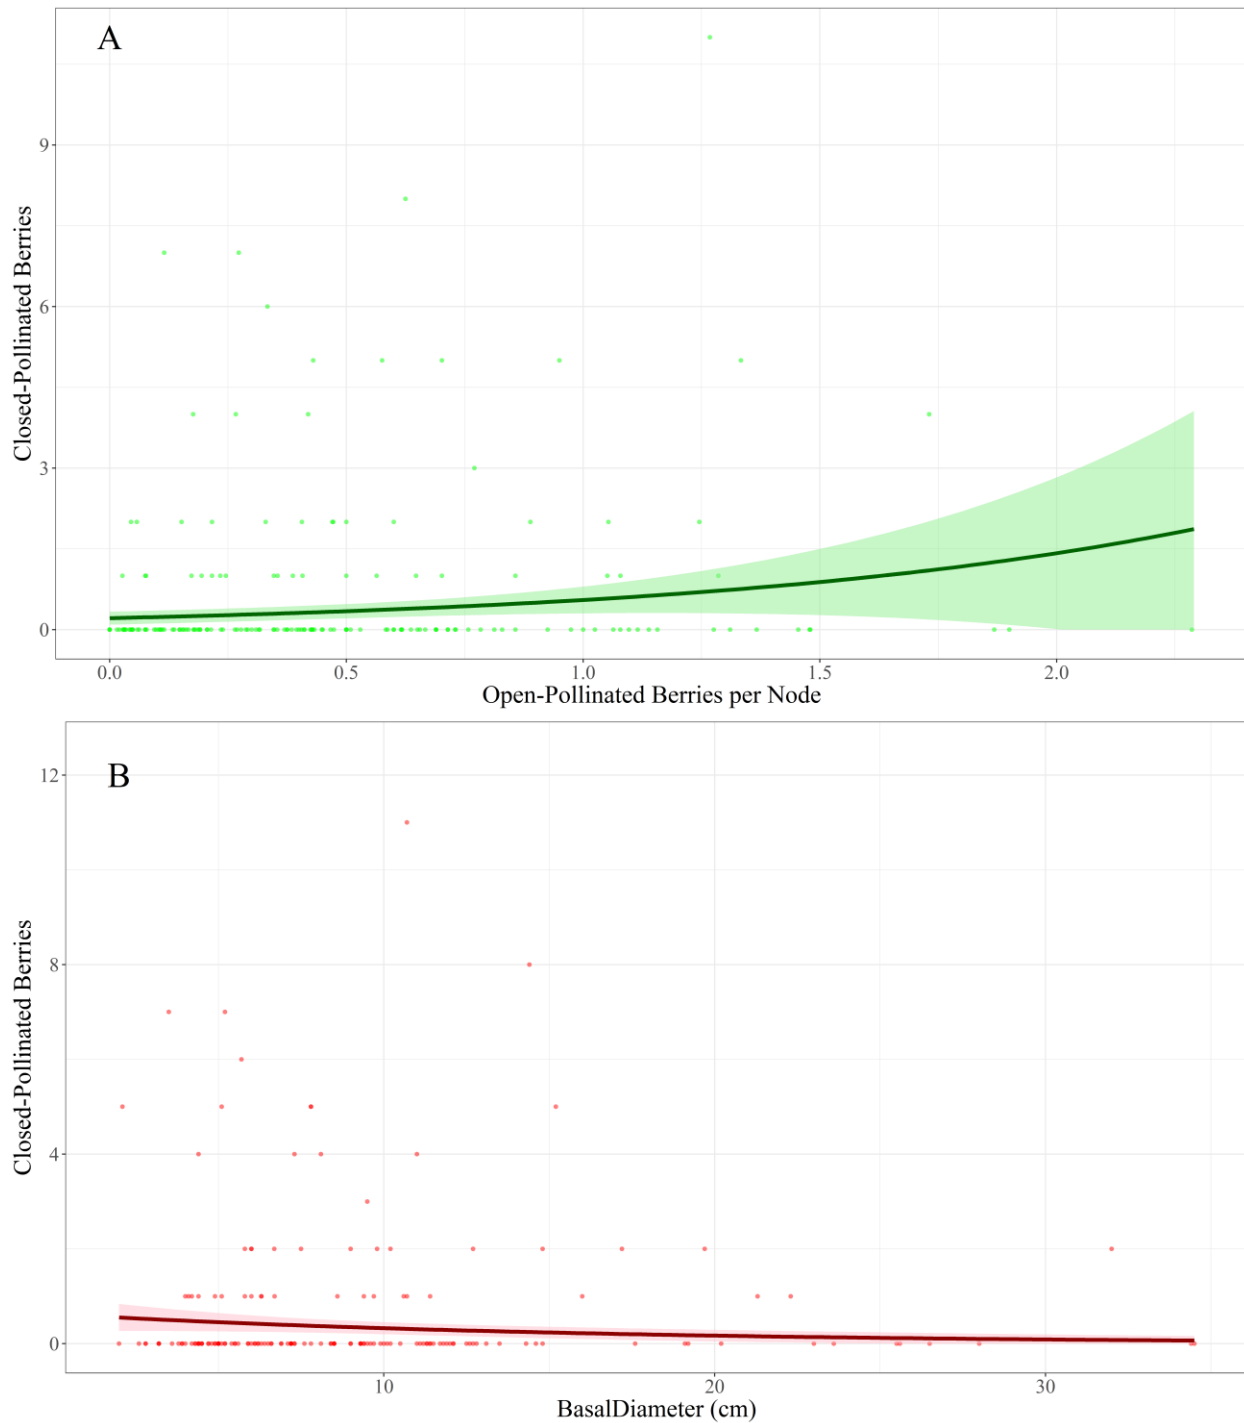 A
9
6
3
0
Closed-Pollinated Berries
0.0 0.5 1.0 1.5 2.0
Open-Pollinated Berries per Node
B
12
8
4
0
Closed-Pollinated Berries
10 20 30
BasalDiameter (cm)